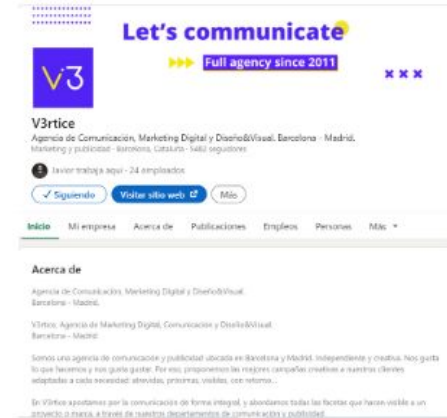 Let's communicate
Full agency since 2011
V3
V3rtice
Agencia de Comunicación, Marketing Digital y Diseño&Visual. Barcelona - Madrid.
Marketing y publicidad · Barcelona, Cataluña · 5482 seguidores
Javier trabaja aquí · 24 empleados
✓ Siguiendo Visitar sitio web Más
Inicio Mi empresa Acerca de Publicaciones Empleos Personas Más
Acerca de
Agencia de Comunicación, Marketing Digital y Diseño&Visual.
Barcelona - Madrid.
V3rtice, Agencia de Marketing Digital, Comunicación y Diseño&Visual
Barcelona - Madrid.
Somos una agencia de comunicación y publicidad ubicada en Barcelona y Madrid, independiente y creativa. Nos gusta
lo que hacemos y nos gusta gustar. Por eso, proponemos las mejores campañas creativas a nuestros clientes
adaptadas a cada necesidad: atrevidas, próximas, visibles, con retorno...
En V3rtice apostamos por la comunicación de forma integral, y abordamos todas las facetas que hacen visible a un
proyecto o marca, a través de nuestros departamentos de comunicación y publicidad